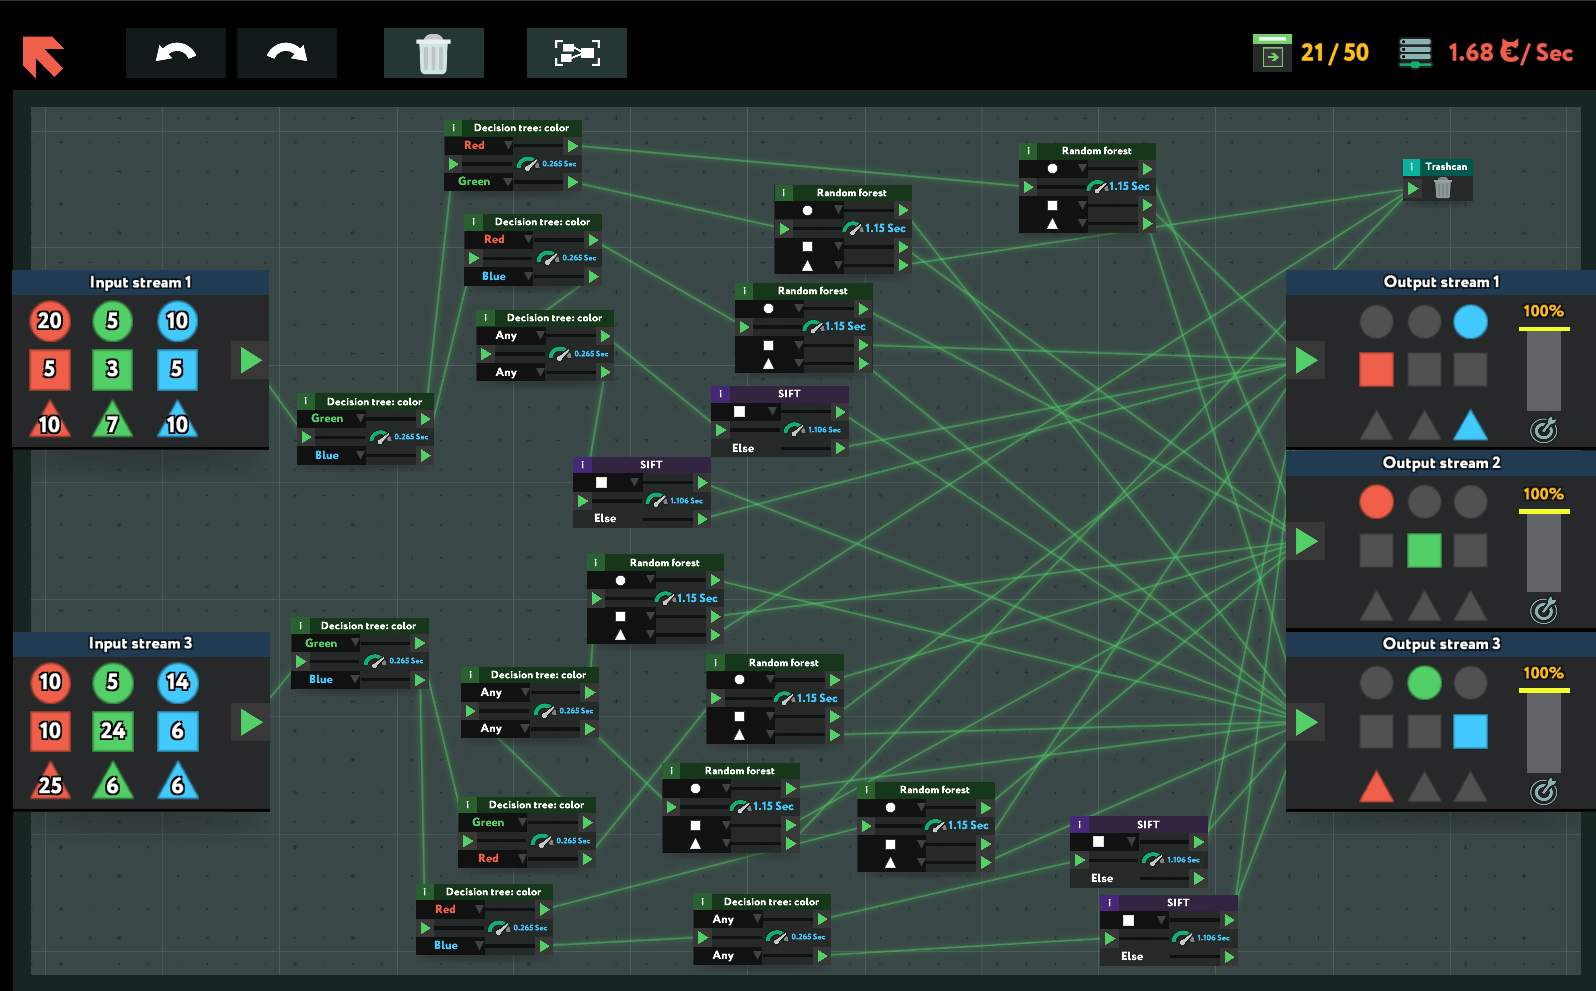 21 / 50
1.68 €/ Sec
Decision tree: color
Red
0.265 Sec
Green
Random forest
1.15 Sec
Trashcan
Random forest
1.15 Sec
Decision tree: color
Red
0.265 Sec
Blue
Input stream 1
20 5 10
5 3 5
10 7 10
Output stream 1
100%
Random forest
1.15 Sec
Decision tree: color
Any
0.265 Sec
Any
Decision tree: color
Green
0.265 Sec
Blue
SIFT
1.106 Sec
Else
SIFT
1.106 Sec
Else
Output stream 2
100%
Random forest
1.15 Sec
Input stream 3
10 5 14
10 24 6
25 6 6
Decision tree: color
Green
0.265 Sec
Blue
Output stream 3
100%
Decision tree: color
Any
0.265 Sec
Any
Random forest
1.15 Sec
Random forest
1.15 Sec
Random forest
1.15 Sec
Decision tree: color
Green
0.265 Sec
Red
SIFT
1.106 Sec
Else
Decision tree: color
Red
0.265 Sec
Blue
Decision tree: color
Any
0.265 Sec
Any
SIFT
1.106 Sec
Else